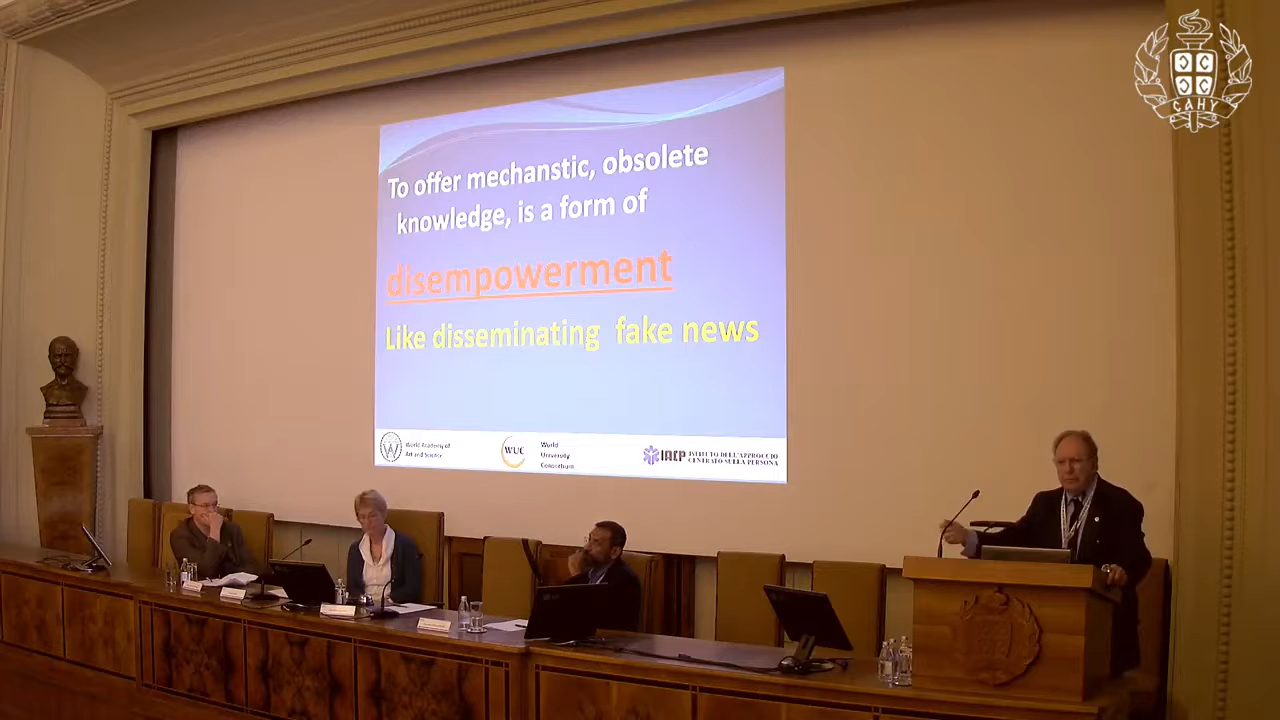 To offer mechanstic, obsolete
knowledge, is a form of
disempowerment
Like disseminating fake news
World Academy of
Art and Science
WUC
World
University
Consortium
IACP
ISTITUTO DELL'APPROCCIO
CENTRATO SULLA PERSONA
САНУ